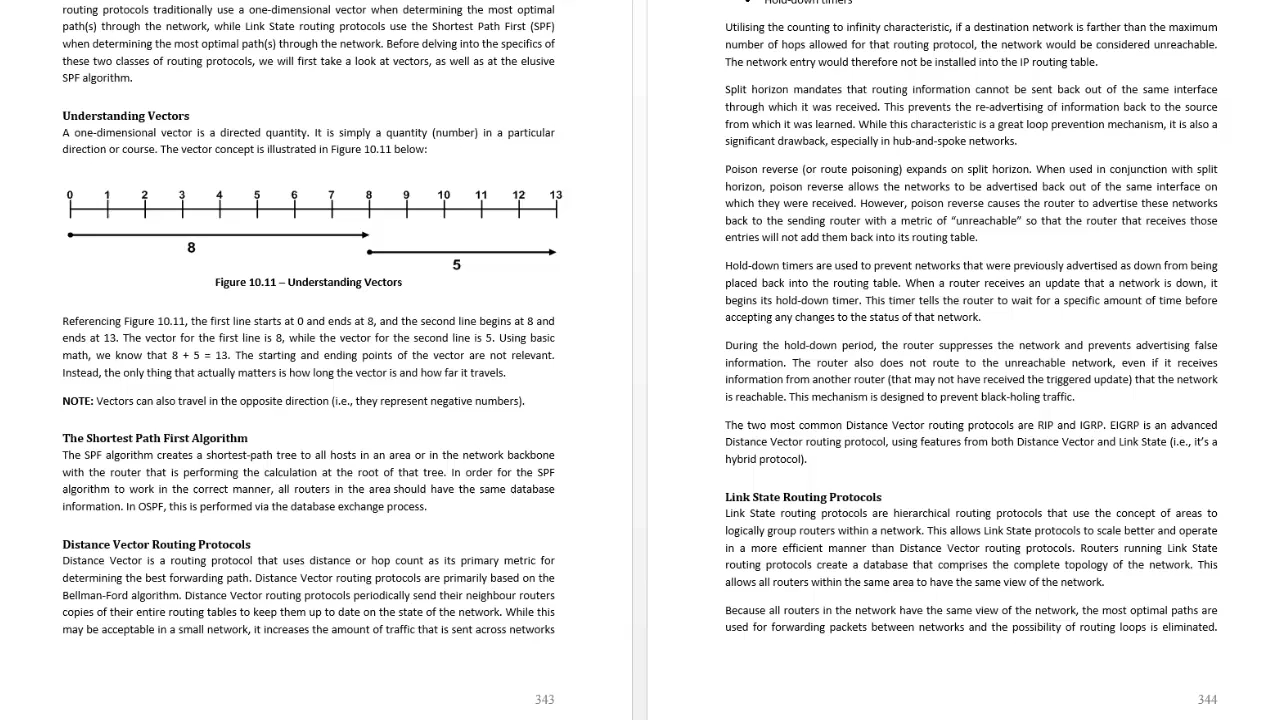 routing protocols traditionally use a one-dimensional vector when determining the most optimal
path(s) through the network, while Link State routing protocols use the Shortest Path First (SPF)
when determining the most optimal path(s) through the network. Before delving into the specifics of
these two classes of routing protocols, we will first take a look at vectors, as well as at the elusive
SPF algorithm.
Understanding Vectors
A one-dimensional vector is a directed quantity. It is simply a quantity (number) in a particular
direction or course. The vector concept is illustrated in Figure 10.11 below:
0 1 2 3 4 5 6 7 8 9 10 11 12 13
8
5
Figure 10.11 – Understanding Vectors
Referencing Figure 10.11, the first line starts at 0 and ends at 8, and the second line begins at 8 and
ends at 13. The vector for the first line is 8, while the vector for the second line is 5. Using basic
math, we know that 8 + 5 = 13. The starting and ending points of the vector are not relevant.
Instead, the only thing that actually matters is how long the vector is and how far it travels.
NOTE: Vectors can also travel in the opposite direction (i.e., they represent negative numbers).
The Shortest Path First Algorithm
The SPF algorithm creates a shortest-path tree to all hosts in an area or in the network backbone
with the router that is performing the calculation at the root of that tree. In order for the SPF
algorithm to work in the correct manner, all routers in the area should have the same database
information. In OSPF, this is performed via the database exchange process.
Distance Vector Routing Protocols
Distance Vector is a routing protocol that uses distance or hop count as its primary metric for
determining the best forwarding path. Distance Vector routing protocols are primarily based on the
Bellman-Ford algorithm. Distance Vector routing protocols periodically send their neighbour routers
copies of their entire routing tables to keep them up to date on the state of the network. While this
may be acceptable in a small network, it increases the amount of traffic that is sent across networks
343
• Hold-down timers
Utilising the counting to infinity characteristic, if a destination network is farther than the maximum
number of hops allowed for that routing protocol, the network would be considered unreachable.
The network entry would therefore not be installed into the IP routing table.
Split horizon mandates that routing information cannot be sent back out of the same interface
through which it was received. This prevents the re-advertising of information back to the source
from which it was learned. While this characteristic is a great loop prevention mechanism, it is also a
significant drawback, especially in hub-and-spoke networks.
Poison reverse (or route poisoning) expands on split horizon. When used in conjunction with split
horizon, poison reverse allows the networks to be advertised back out of the same interface on
which they were received. However, poison reverse causes the router to advertise these networks
back to the sending router with a metric of “unreachable” so that the router that receives those
entries will not add them back into its routing table.
Hold-down timers are used to prevent networks that were previously advertised as down from being
placed back into the routing table. When a router receives an update that a network is down, it
begins its hold-down timer. This timer tells the router to wait for a specific amount of time before
accepting any changes to the status of that network.
During the hold-down period, the router suppresses the network and prevents advertising false
information. The router also does not route to the unreachable network, even if it receives
information from another router (that may not have received the triggered update) that the network
is reachable. This mechanism is designed to prevent black-holing traffic.
The two most common Distance Vector routing protocols are RIP and IGRP. EIGRP is an advanced
Distance Vector routing protocol, using features from both Distance Vector and Link State (i.e., it’s a
hybrid protocol).
Link State Routing Protocols
Link State routing protocols are hierarchical routing protocols that use the concept of areas to
logically group routers within a network. This allows Link State protocols to scale better and operate
in a more efficient manner than Distance Vector routing protocols. Routers running Link State
routing protocols create a database that comprises the complete topology of the network. This
allows all routers within the same area to have the same view of the network.
Because all routers in the network have the same view of the network, the most optimal paths are
used for forwarding packets between networks and the possibility of routing loops is eliminated.
344